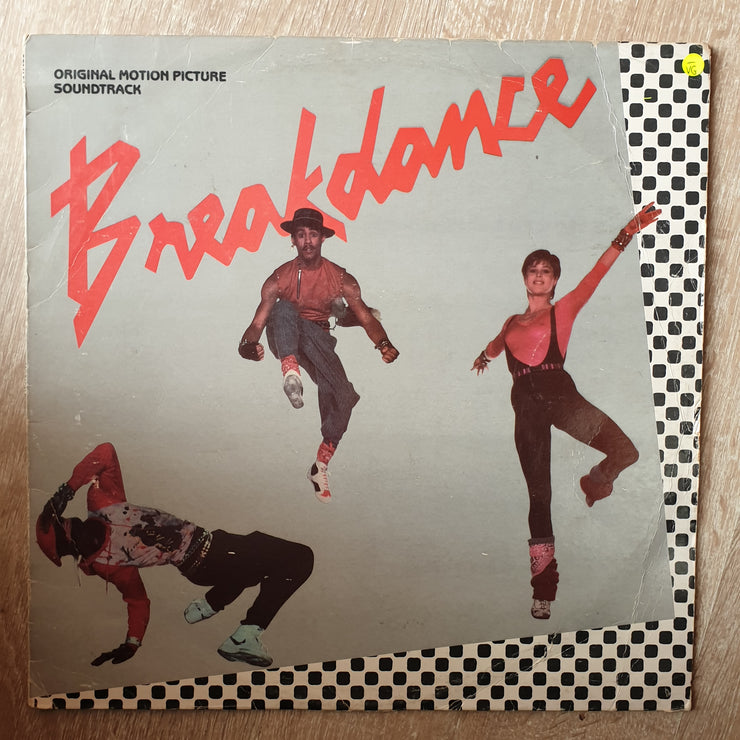 ORIGINAL MOTION PICTURE
SOUNDTRACK
Breakdance
VG